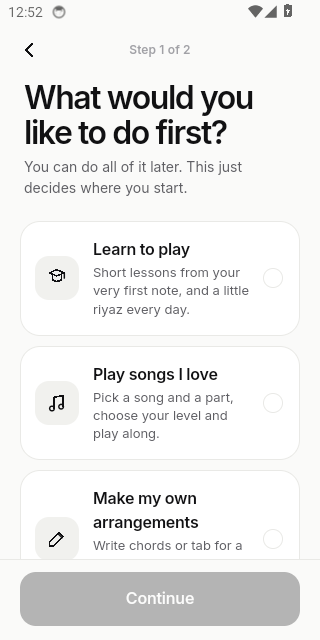 12:52
Step 1 of 2
What would you
like to do first?
You can do all of it later. This just
decides where you start.
Learn to play
Short lessons from your
very first note, and a little
riyaz every day.
Play songs I love
Pick a song and a part,
choose your level and
play along.
Make my own
arrangements
Write chords or tab for a
Continue